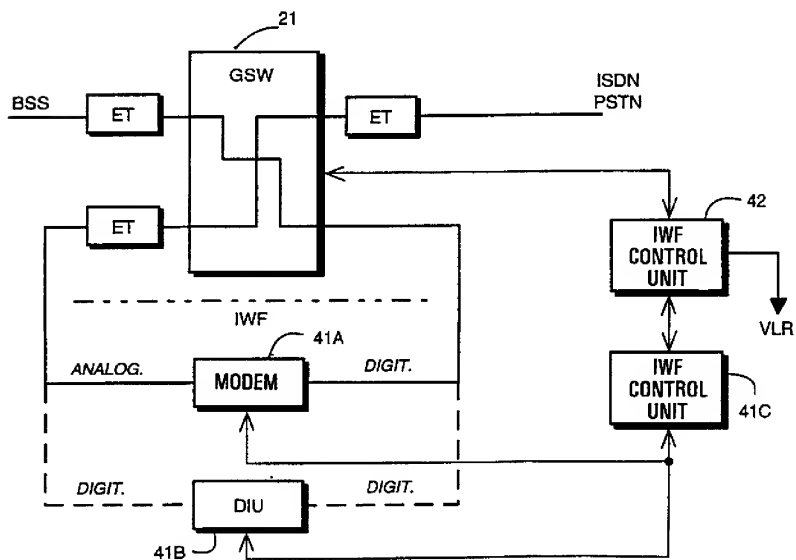 21
GSW
BSS
ET
ET
ISDN
PSTN
ET
42
IWF
CONTROL
UNIT
VLR
IWF
41A
ANALOG.
MODEM
DIGIT.
IWF
CONTROL
UNIT
41C
DIGIT.
DIU
DIGIT.
41B